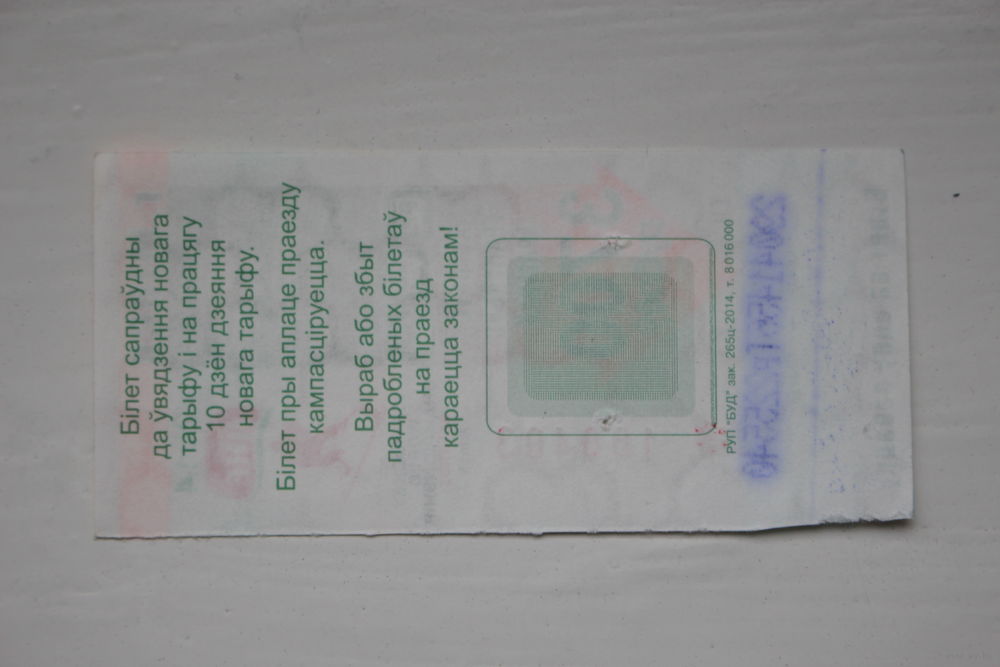 Білет сапраўдны
да ўвядзення новага
тарыфу і на працягу
10 дзён дзеяння
новага тарыфу.
Білет пры аплаце праезду
кампасціруецца.
Выраб або збыт
падробленых білетаў
на праезд
караецца законам!
РУП "БУД" зак. 265ц-2014, т. 8 016 000